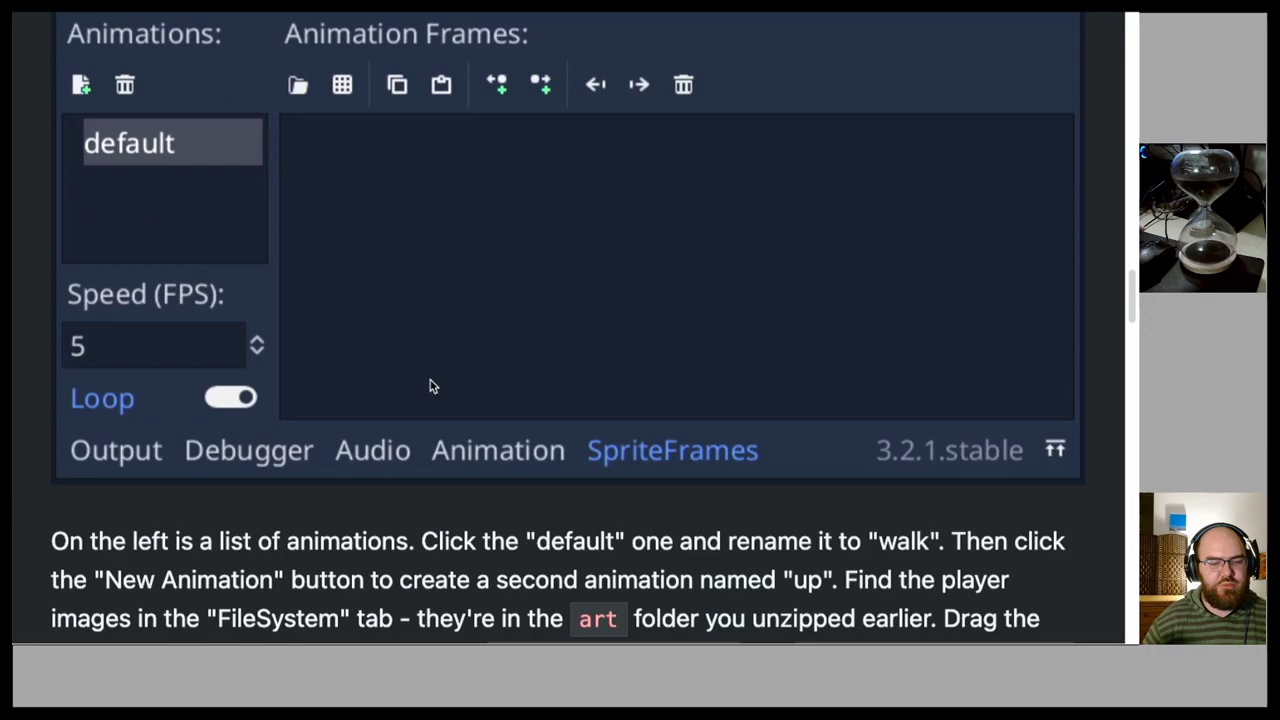 Animations: Animation Frames:
default
Speed (FPS):
5
Loop
Output Debugger Audio Animation SpriteFrames 3.2.1.stable
On the left is a list of animations. Click the "default" one and rename it to "walk". Then click
the "New Animation" button to create a second animation named "up". Find the player
images in the "FileSystem" tab - they're in the art folder you unzipped earlier. Drag the